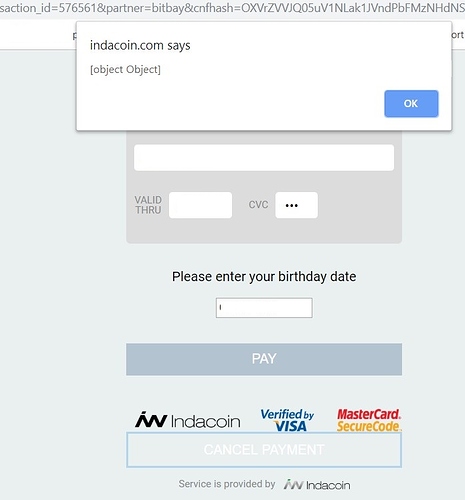 saction_id=576561&partner=bitbay&cnfhash=OXVrZVVJQ05uV1NLak1JVndPbFMzNHdNS
indacoin.com says
[object Object]
OK
VALID
THRU
CVC
•••
Please enter your birthday date
PAY
Indacoin
Verified by
VISA
MasterCard.
SecureCode.
CANCEL PAYMENT
Service is provided by Indacoin